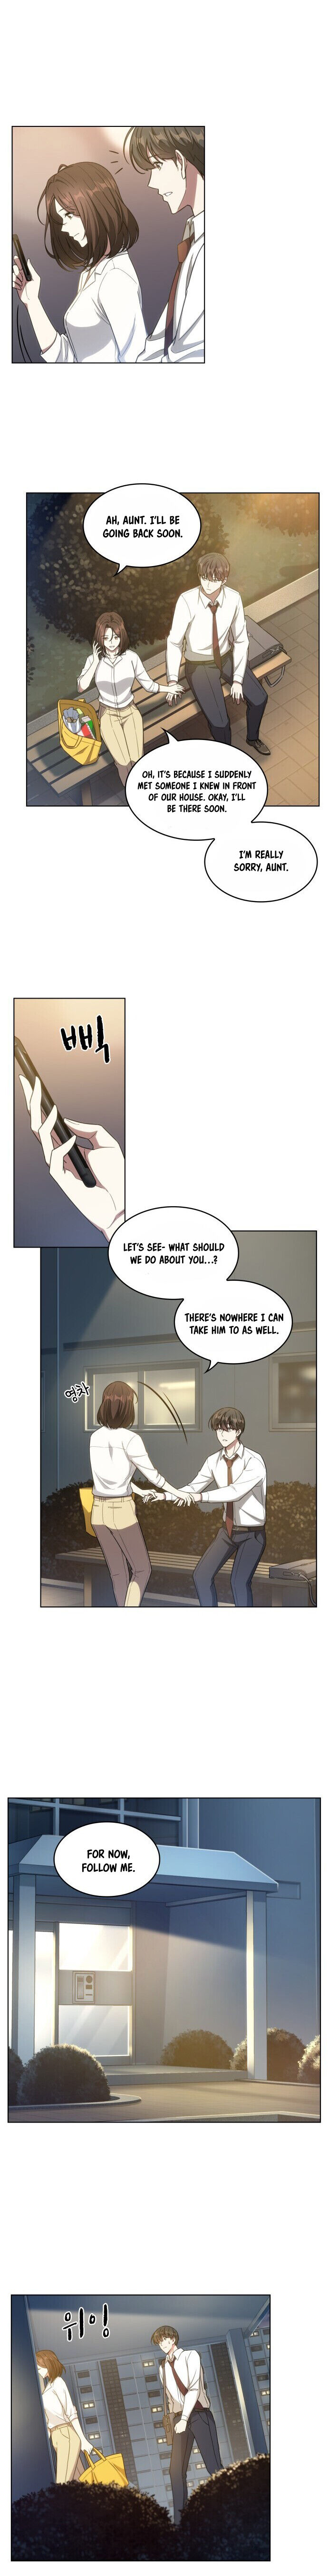 AH, AUNT. I'LL BE
GOING BACK SOON.
OH, IT'S BECAUSE I SUDDENLY
MET SOMEONE I KNEW IN FRONT
OF OUR HOUSE. OKAY, I'LL
BE THERE SOON.
I'M REALLY
SORRY, AUNT.
삑
LET'S SEE- WHAT SHOULD
WE DO ABOUT YOU...?
THERE'S NOWHERE I CAN
TAKE HIM TO AS WELL.
영차
FOR NOW,
FOLLOW ME.
위이잉